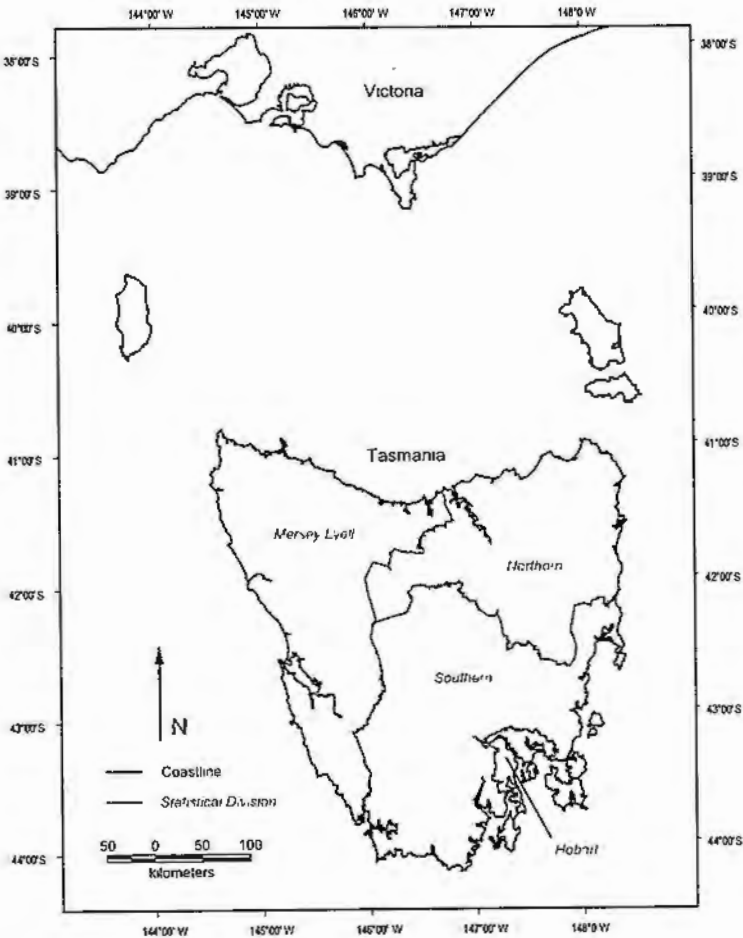 144°00'W 145°00'W 146°00'W 147°00'W 148°00'W
38°00'S
38°00'S
Victoria
39°00'S
39°00'S
40°00'S
40°00'S
Tasmania
41°00'S
41°00'S
Mersey Lyell
Northern
42°00'S
42°00'S
Southern
43°00'S
43°00'S
N
Coastline
Statistical Division
Hobart
50 0 50 100
kilometers
44°00'S
44°00'S
144°00'W 145°00'W 146°00'W 147°00'W 148°00'W